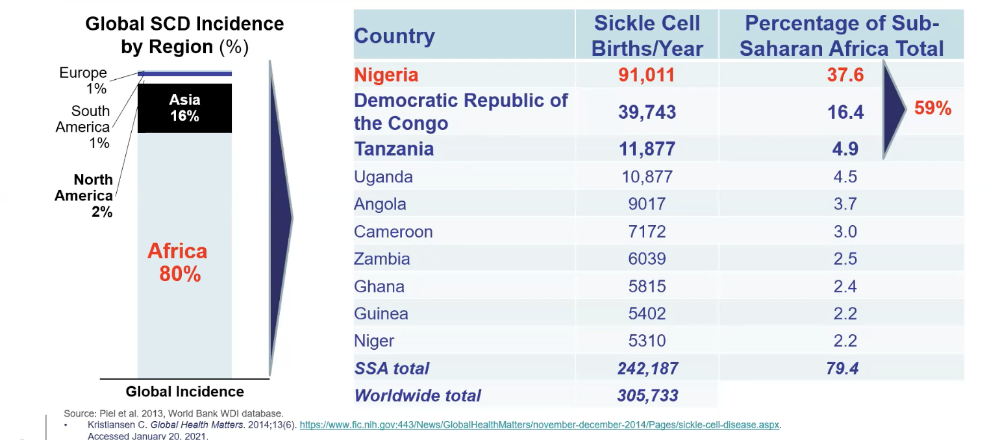 Global SCD Incidence
by Region (%)
Europe
1%
South
America
1%
North
America
2%
Asia
16%
Africa
80%
Global Incidence
Country Sickle Cell Births/Year Percentage of Sub-Saharan Africa Total
Nigeria 91,011 37.6
Democratic Republic of
the Congo 39,743 16.4
59%
Tanzania 11,877 4.9
Uganda 10,877 4.5
Angola 9017 3.7
Cameroon 7172 3.0
Zambia 6039 2.5
Ghana 5815 2.4
Guinea 5402 2.2
Niger 5310 2.2
SSA total 242,187 79.4
Worldwide total 305,733
Source: Piel et al. 2013, World Bank WDI database.
• Kristiansen C. Global Health Matters. 2014;13(6). https://www.fic.nih.gov:443/News/GlobalHealthMatters/november-december-2014/Pages/sickle-cell-disease.aspx.
Accessed January 20, 2021.